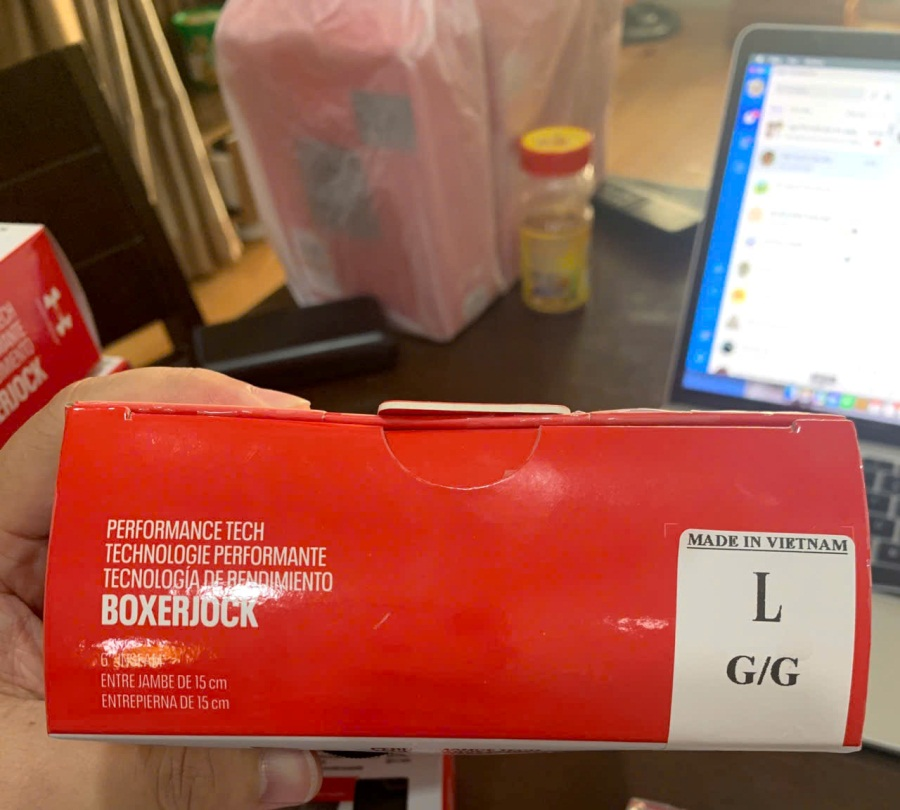 PERFORMANCE TECH
TECHNOLOGIE PERFORMANTE
TECNOLOGÍA DE RENDIMIENTO
BOXERJOCK
ENTRE JAMBE DE 15 cm
ENTREPIERNA DE 15 cm
MADE IN VIETNAM
L
G/G